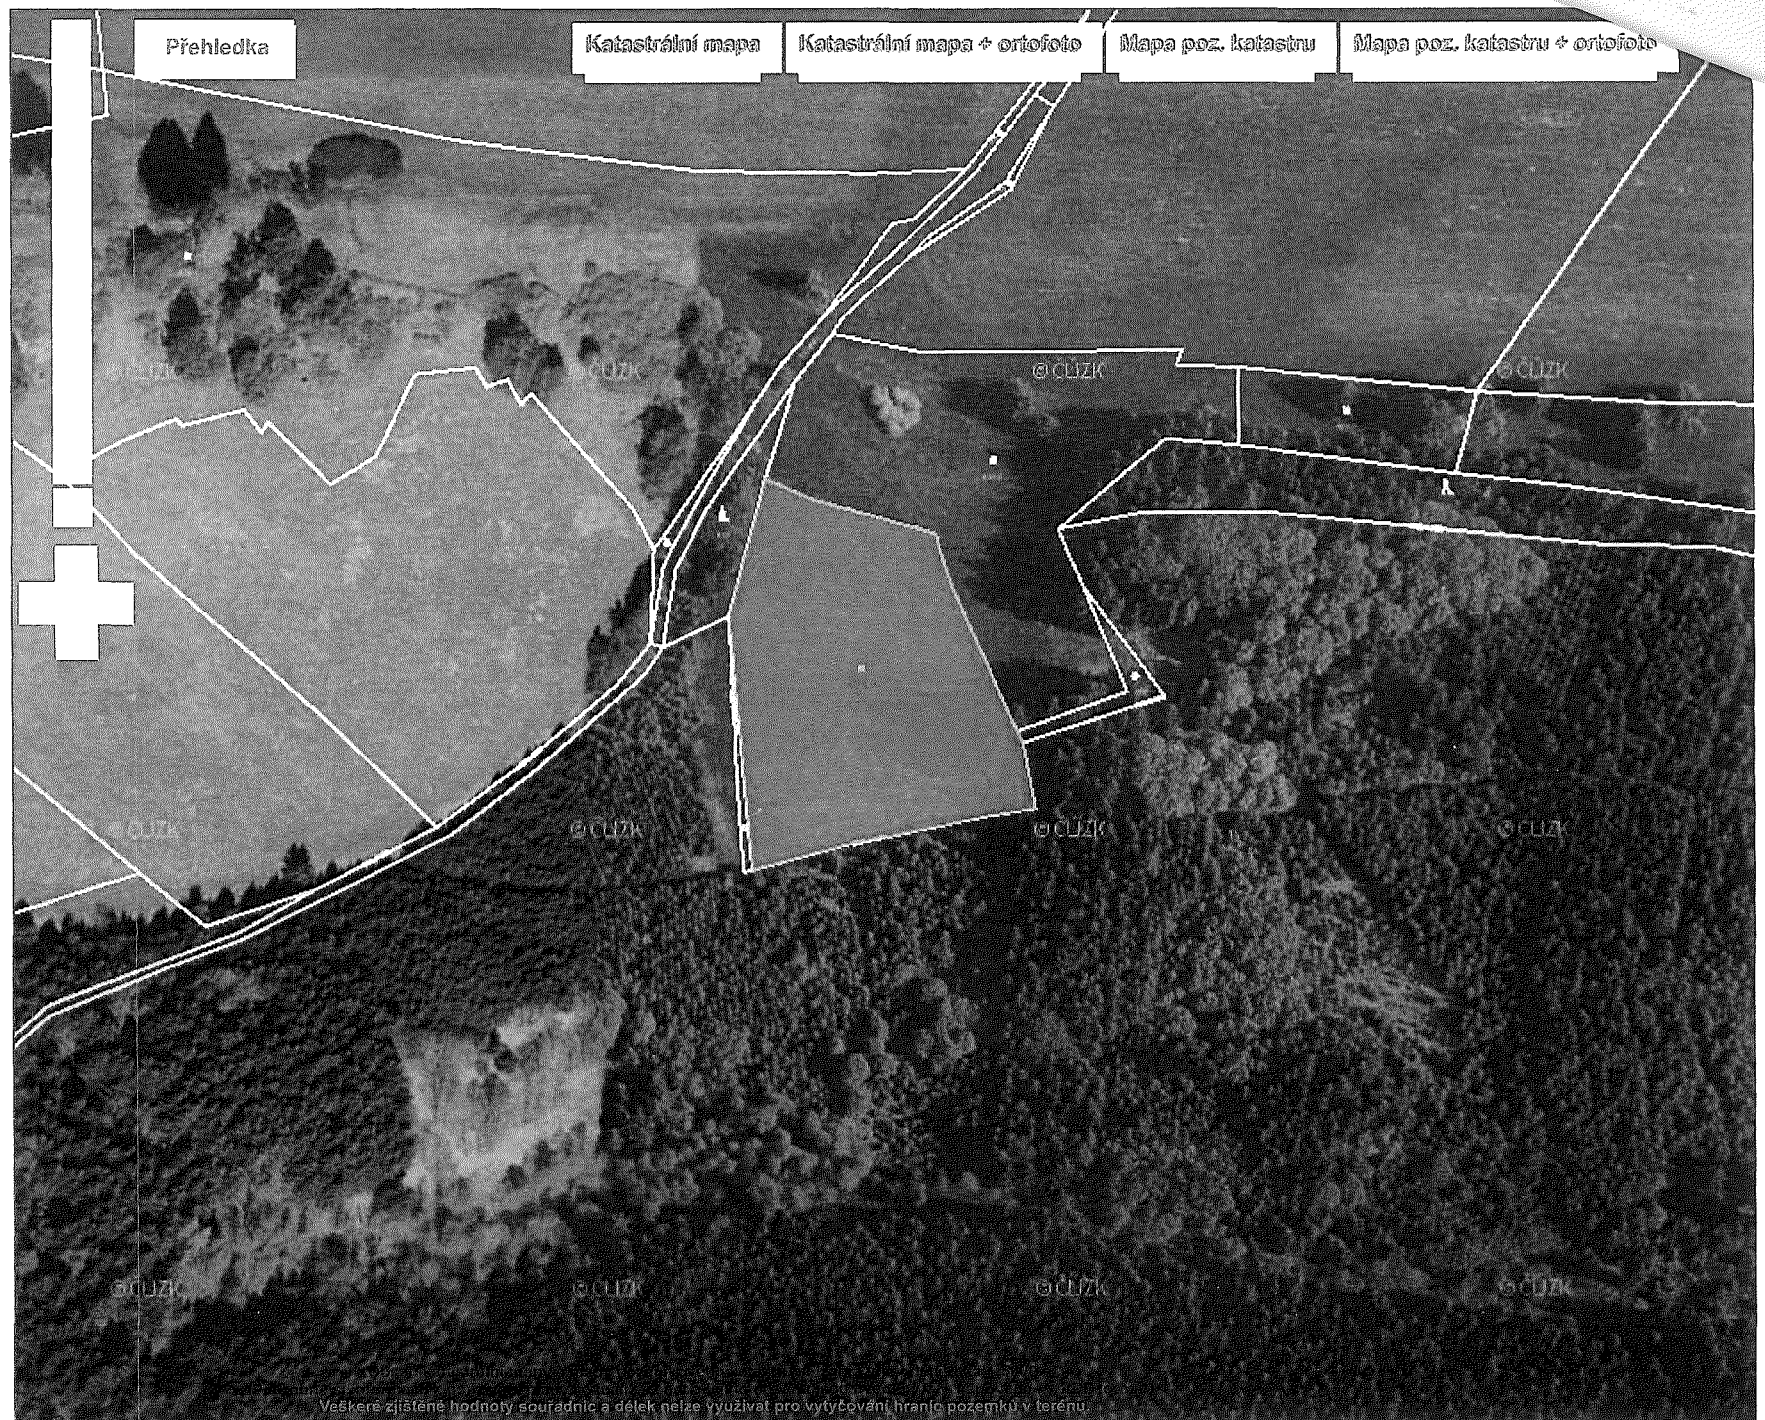 Přehledka
Katastrální mapa
Katastrální mapa + ortofoto
Mapa poz. katastru
Mapa poz. katastru + ortofoto
© ČÚZK
© ČÚZK
© ČÚZK
© ČÚZK
© ČÚZK
© ČÚZK
© ČÚZK
© ČÚZK
© ČÚZK
© ČÚZK
© ČÚZK
© ČÚZK
Veškeré zjištěné hodnoty souřadnic a délek nelze využívat pro vytyčování hranic pozemků v terénu.